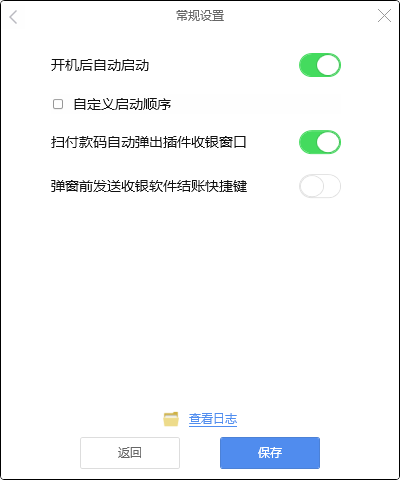 常规设置
开机后自动启动
自定义启动顺序
扫付款码自动弹出插件收银窗口
弹窗前发送收银软件结账快捷键
查看日志
返回
保存